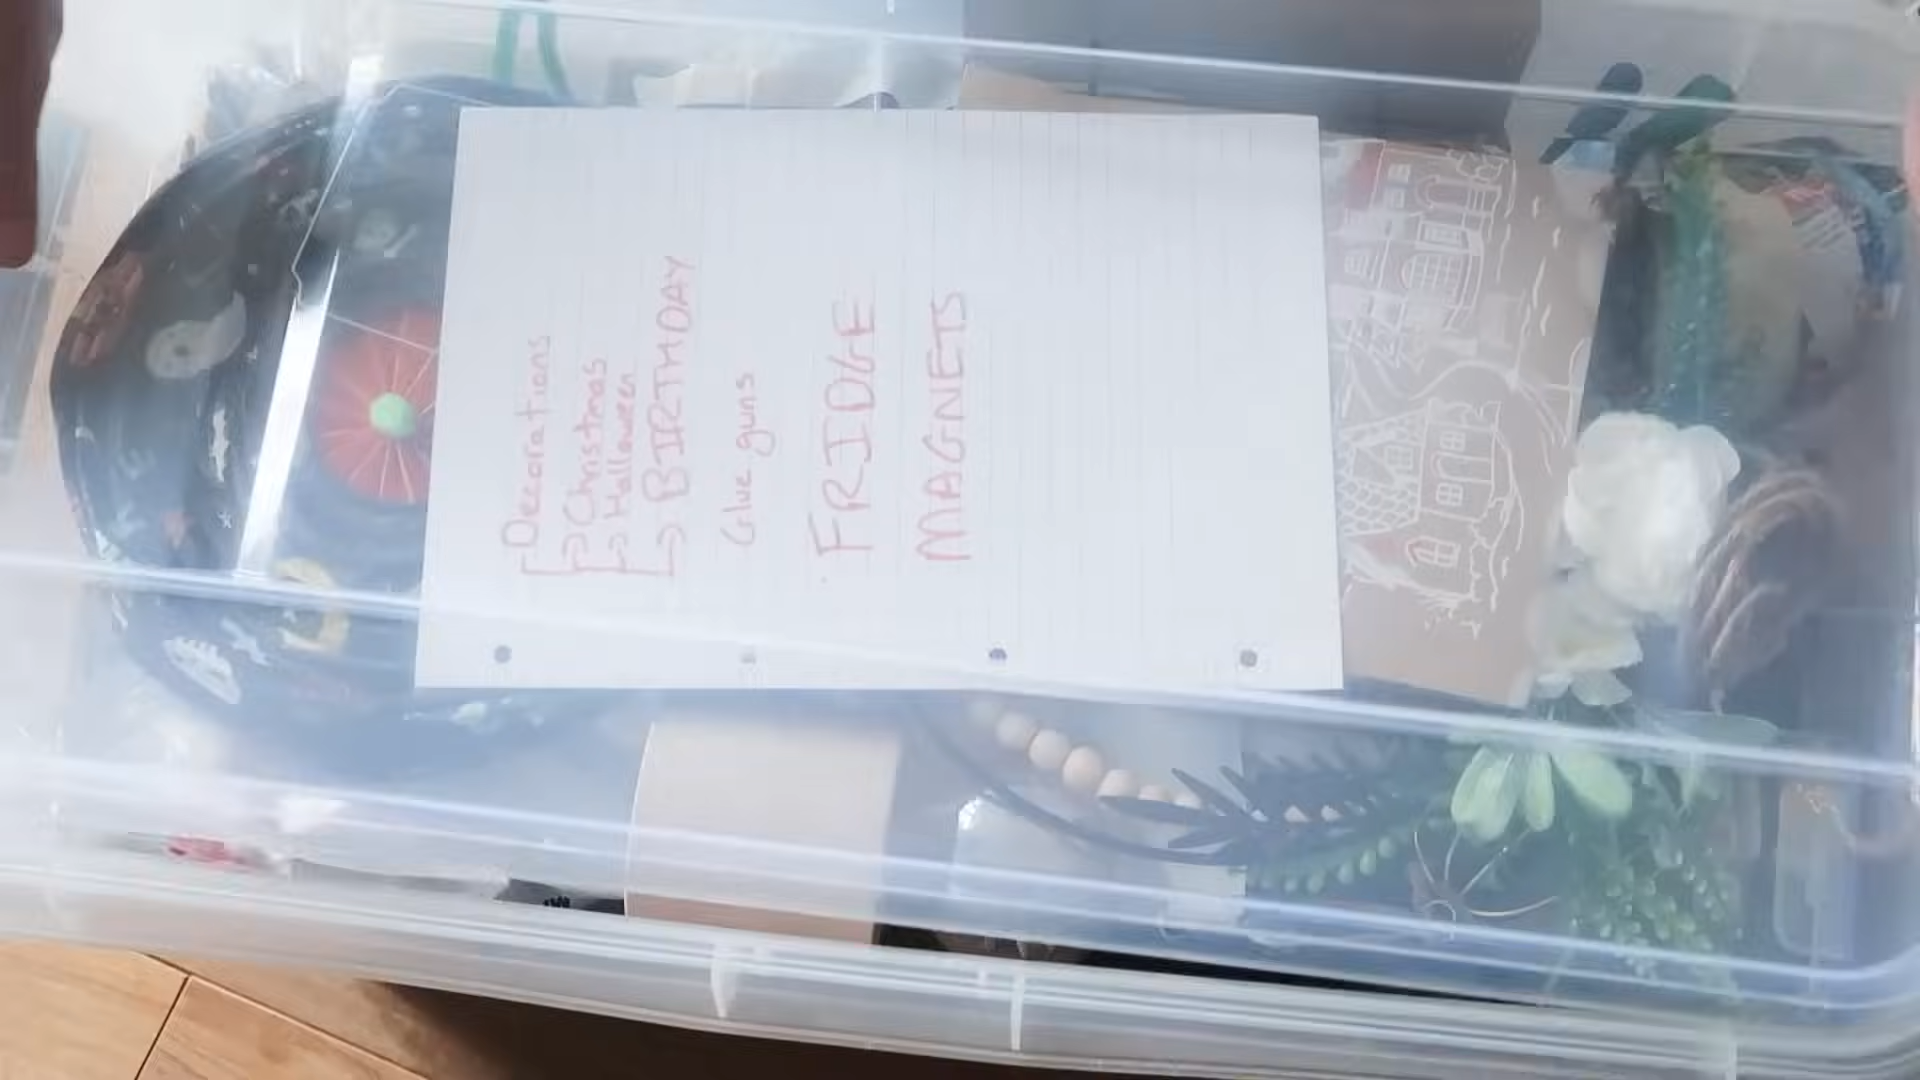 Decorations
→ Christmas
→ Halloween
→ BIRTHDAY
Glue guns
FRIDGE
MAGNETS